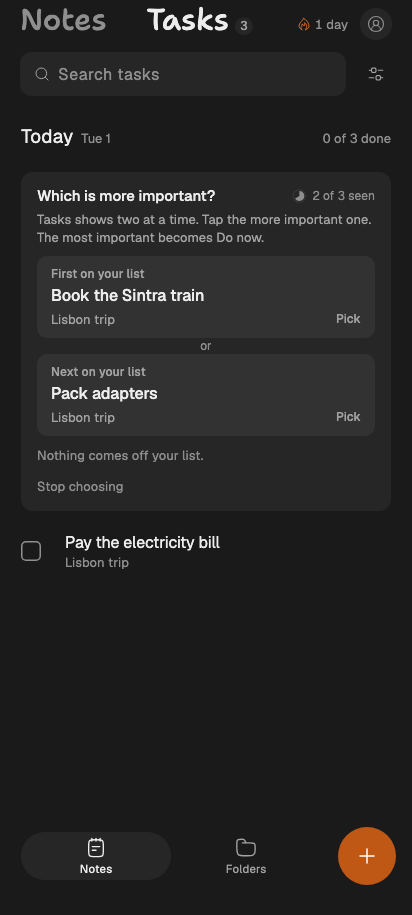 Notes Tasks 3 1 day
Search tasks
Today Tue 1 0 of 3 done
Which is more important? 2 of 3 seen
Tasks shows two at a time. Tap the more important one.
The most important becomes Do now.
First on your list
Book the Sintra train
Lisbon trip Pick
or
Next on your list
Pack adapters
Lisbon trip Pick
Nothing comes off your list.
Stop choosing
Pay the electricity bill
Lisbon trip
Notes Folders